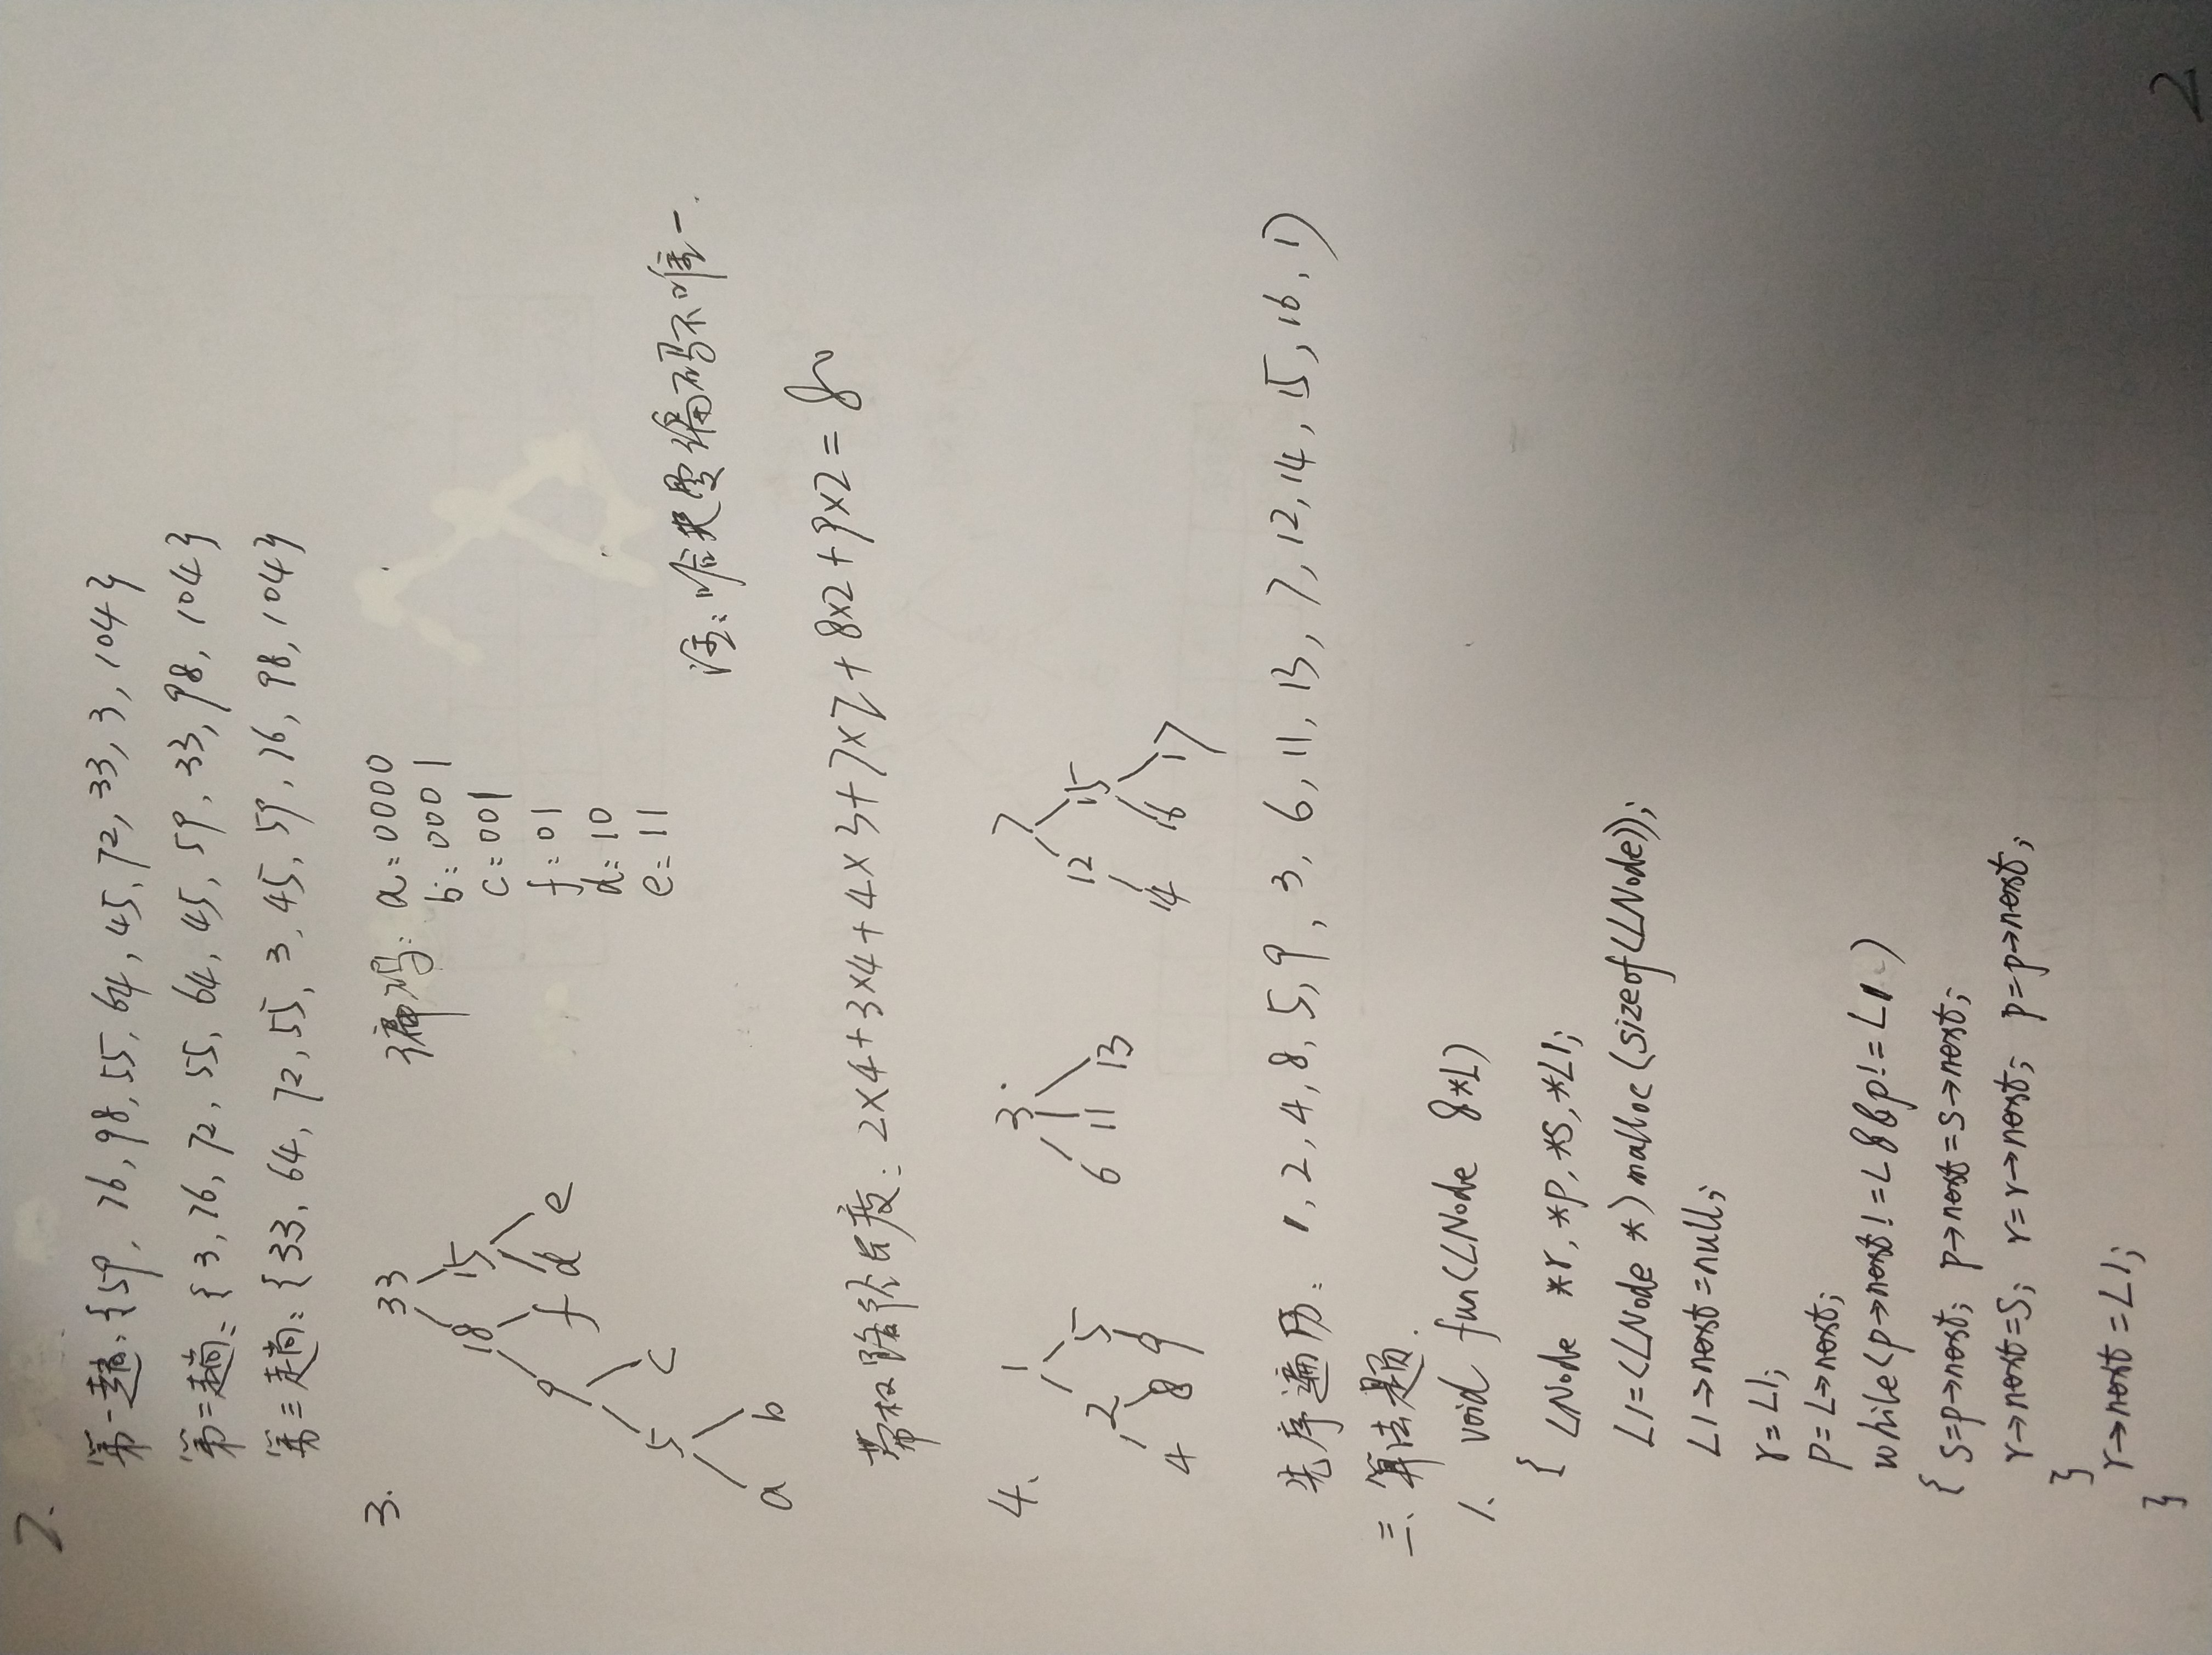 2.
第一趟：{59, 76, 98, 55, 64, 45, 72, 33, 3, 104}
第二趟：{3, 76, 72, 55, 64, 45, 59, 33, 98, 104}
第三趟：{33, 64, 72, 55, 3, 45, 59, 76, 98, 104}
3.
33
18 15
9 f d e
5 c
a b
编码：a：0000
b：0001
c：001
f：01
d：10
e：11
注：哈夫曼编码不唯一.
带权路径长度：2×4+3×4+4×3+7×2+8×2+9×2=80
4、
1
2 5
4 8 9
3
6 11 13
7
12 15
14 16 17
先序遍历：1, 2, 4, 8, 5, 9, 3, 6, 11, 13, 7, 12, 14, 15, 16, 17
三、算法题.
1、void fun(LNode &*L)
{ LNode *r, *p, *s, *L1;
L1=(LNode *)malloc(sizeof(LNode));
L1→next=null;
r=L1;
p=L→next;
while(p→next!=L&&p!=L1)
{ s=p→next; p→next=s→next;
r→next=s; r=r→next; p=p→next;
}
r→next=L1;
}
2